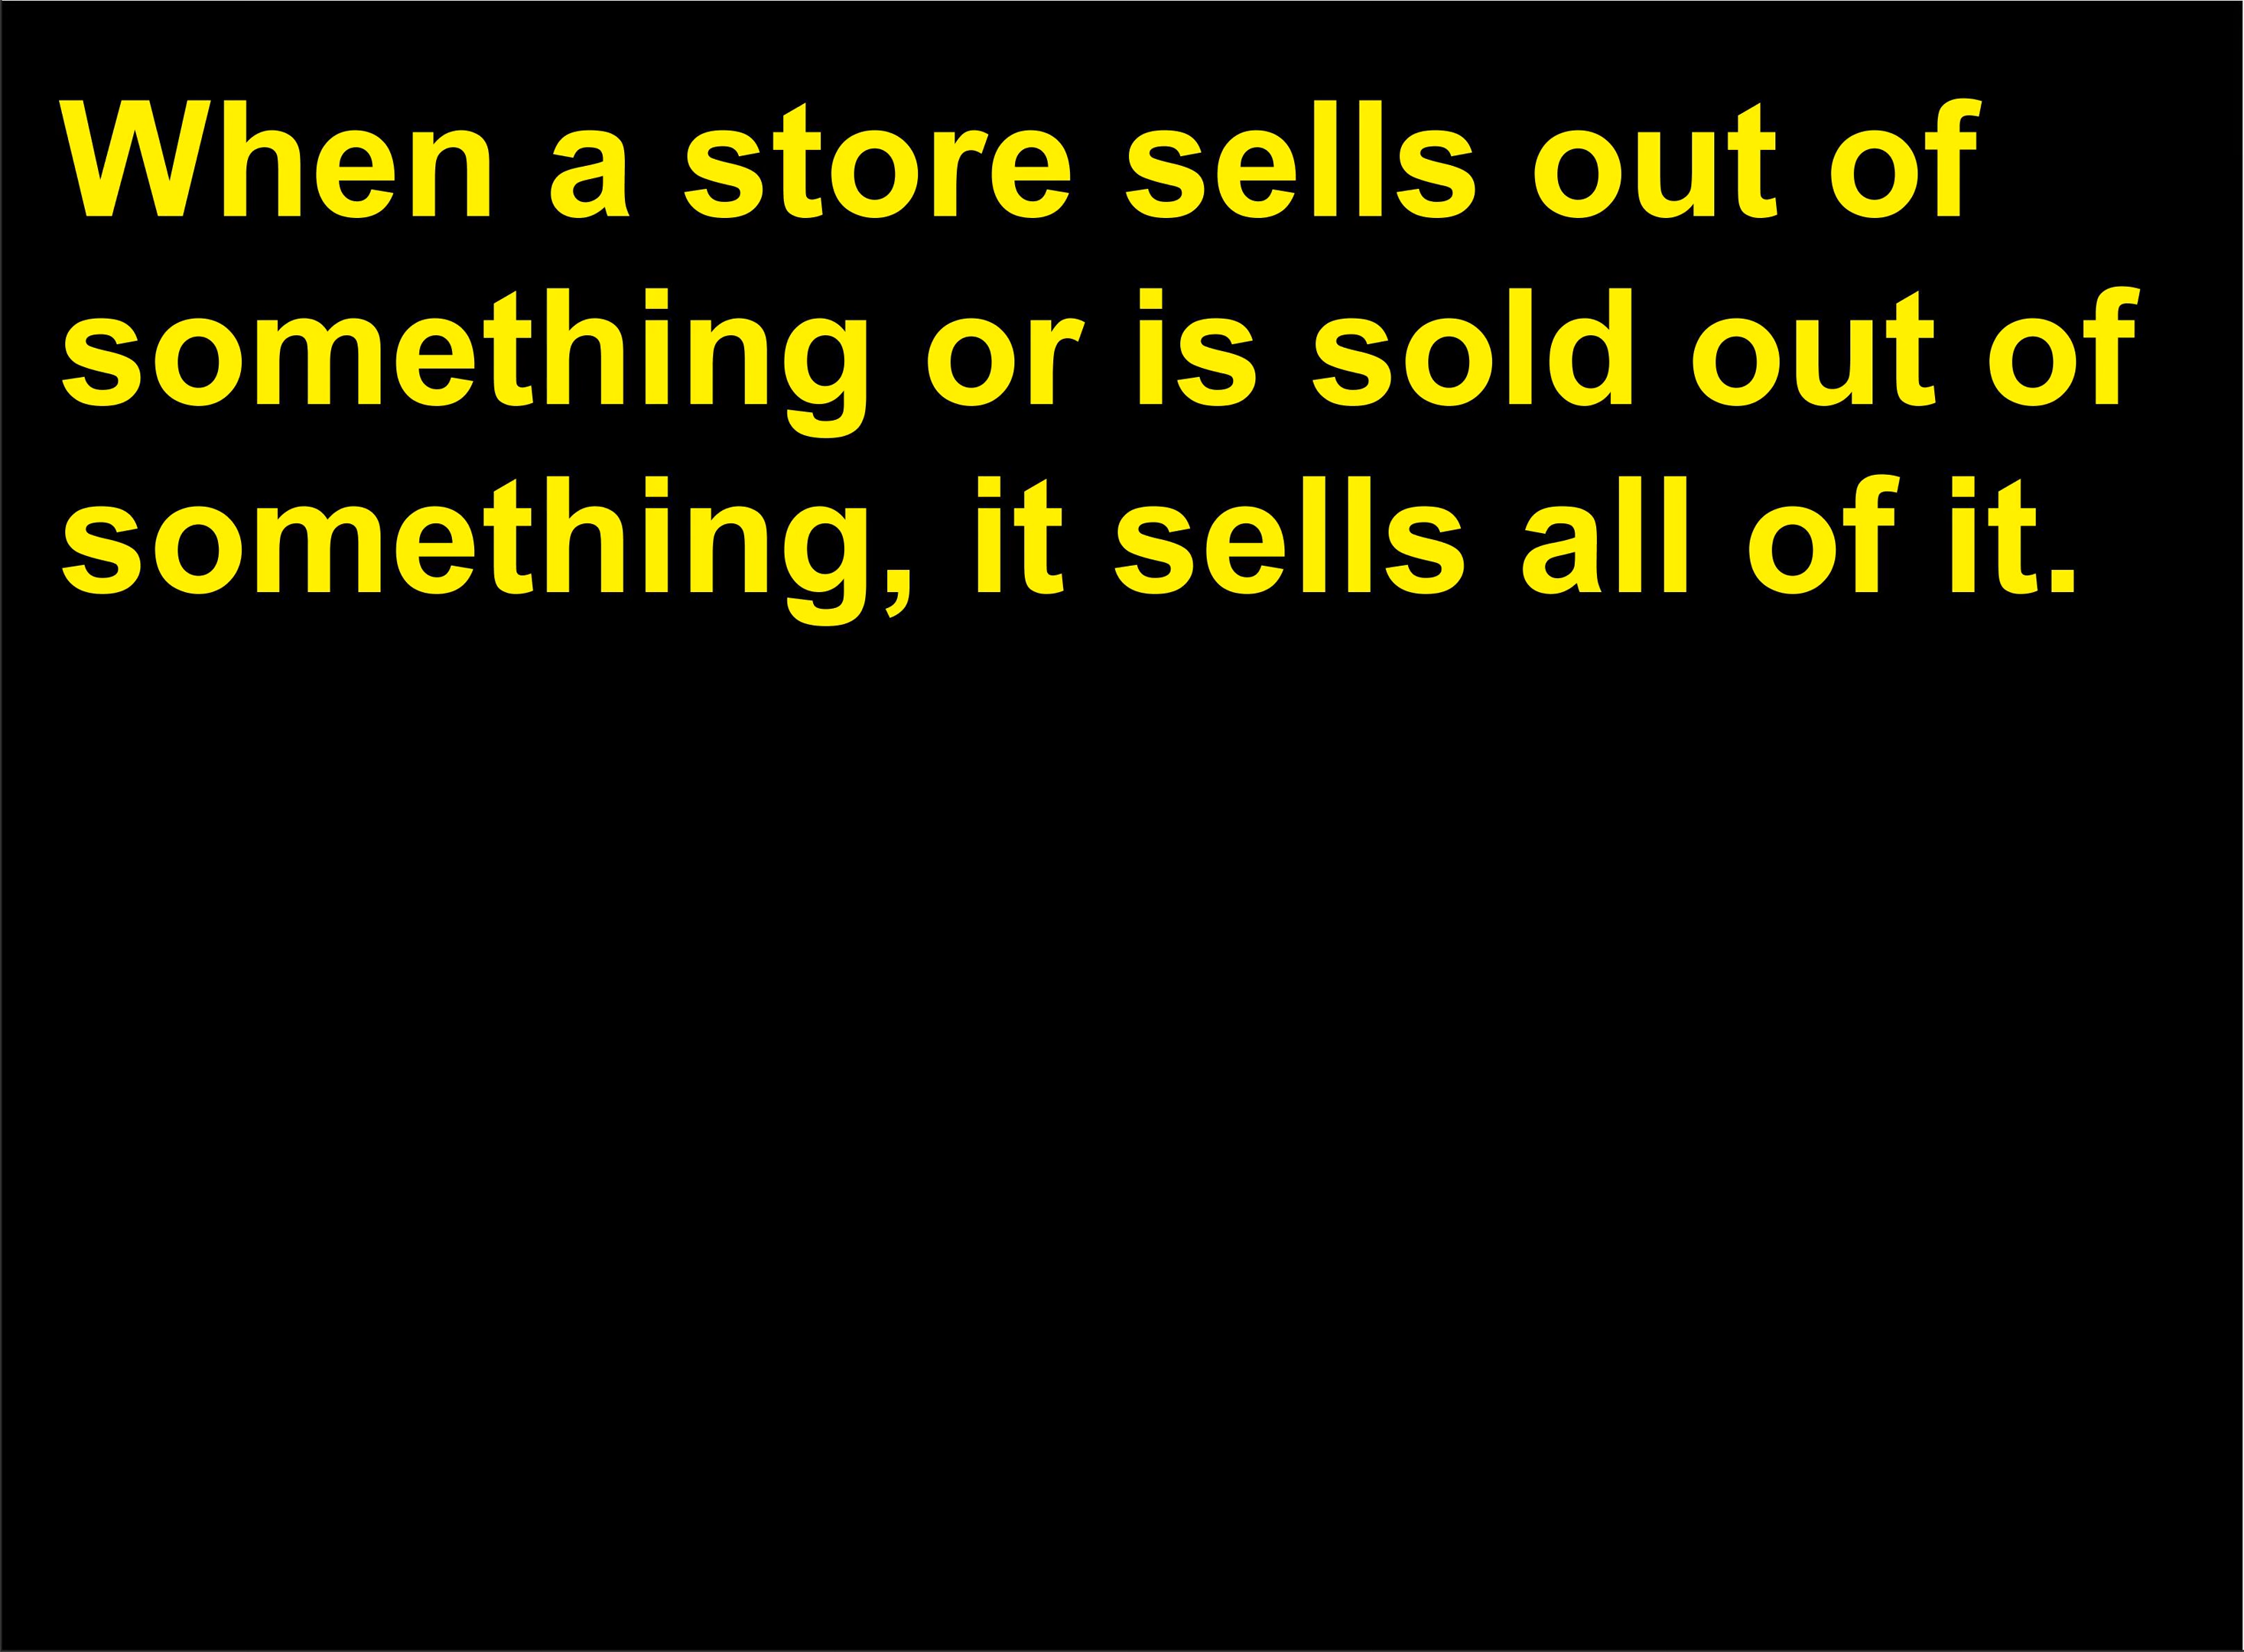 When a store sells out of
something or is sold out of
something, it sells all of it.